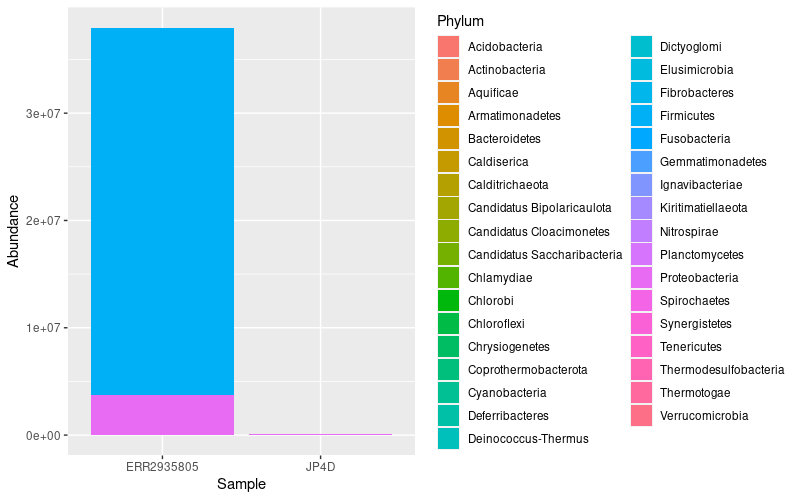 Abundance
3e+07
2e+07
1e+07
0e+00
ERR2935805
JP4D
Sample
Phylum
Acidobacteria
Actinobacteria
Aquificae
Armatimonadetes
Bacteroidetes
Caldiserica
Calditrichaeota
Candidatus Bipolaricaulota
Candidatus Cloacimonetes
Candidatus Saccharibacteria
Chlamydiae
Chlorobi
Chloroflexi
Chrysiogenetes
Coprothermobacterota
Cyanobacteria
Deferribacteres
Deinococcus-Thermus
Dictyoglomi
Elusimicrobia
Fibrobacteres
Firmicutes
Fusobacteria
Gemmatimonadetes
Ignavibacteriae
Kiritimatiellaeota
Nitrospirae
Planctomycetes
Proteobacteria
Spirochaetes
Synergistetes
Tenericutes
Thermodesulfobacteria
Thermotogae
Verrucomicrobia